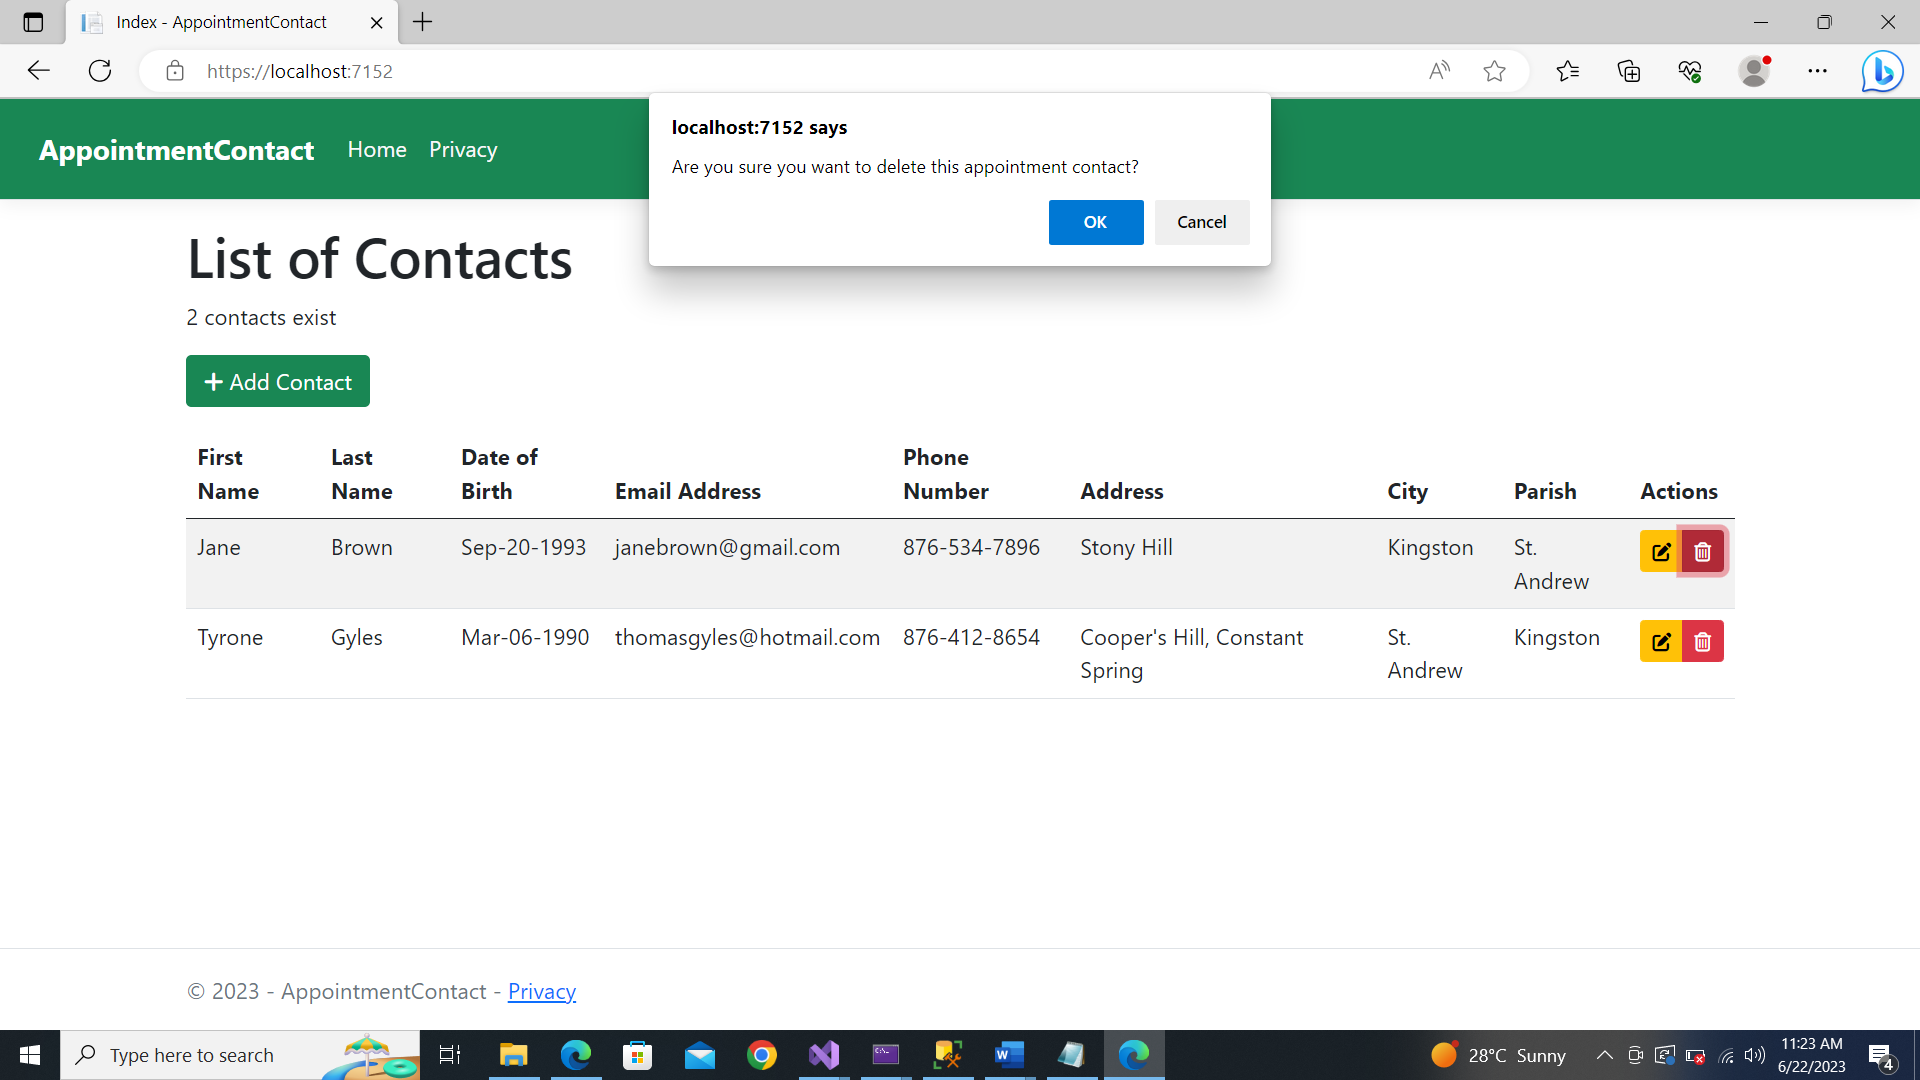 Index - AppointmentContact
https://localhost:7152
localhost:7152 says
Are you sure you want to delete this appointment contact?
OK Cancel
AppointmentContact Home Privacy
List of Contacts
2 contacts exist
+ Add Contact
First Name Last Name Date of Birth Email Address Phone Number Address City Parish Actions
Jane Brown Sep-20-1993 janebrown@gmail.com 876-534-7896 Stony Hill Kingston St. Andrew
Tyrone Gyles Mar-06-1990 thomasgyles@hotmail.com 876-412-8654 Cooper's Hill, Constant Spring St. Andrew Kingston
© 2023 - AppointmentContact - Privacy
Type here to search
28°C Sunny
11:23 AM
6/22/2023
4